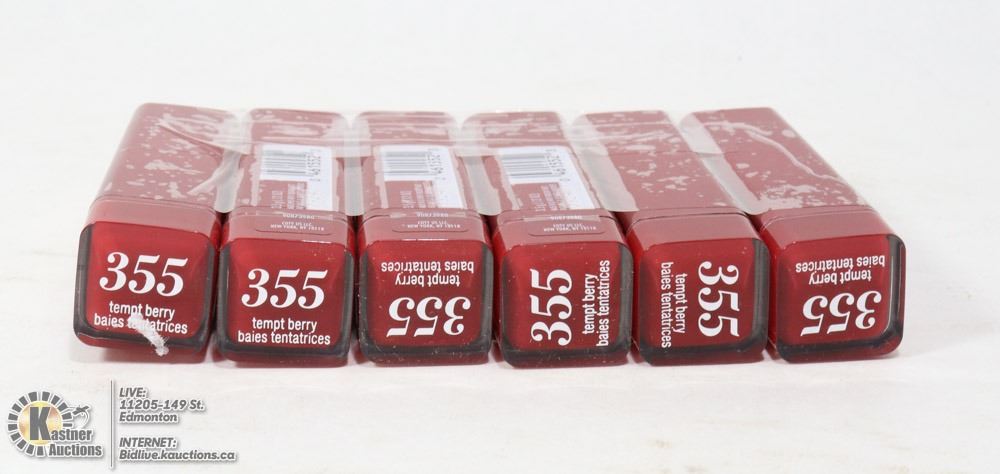 355
tempt berry
baies tentatrices
355
tempt berry
baies tentatrices
355
tempt berry
baies tentatrices
355
tempt berry
baies tentatrices
355
tempt berry
baies tentatrices
355
tempt berry
baies tentatrices
Kastner
Auctions
LIVE:
11205-149 St.
Edmonton
INTERNET:
Bidlive.kauctions.ca